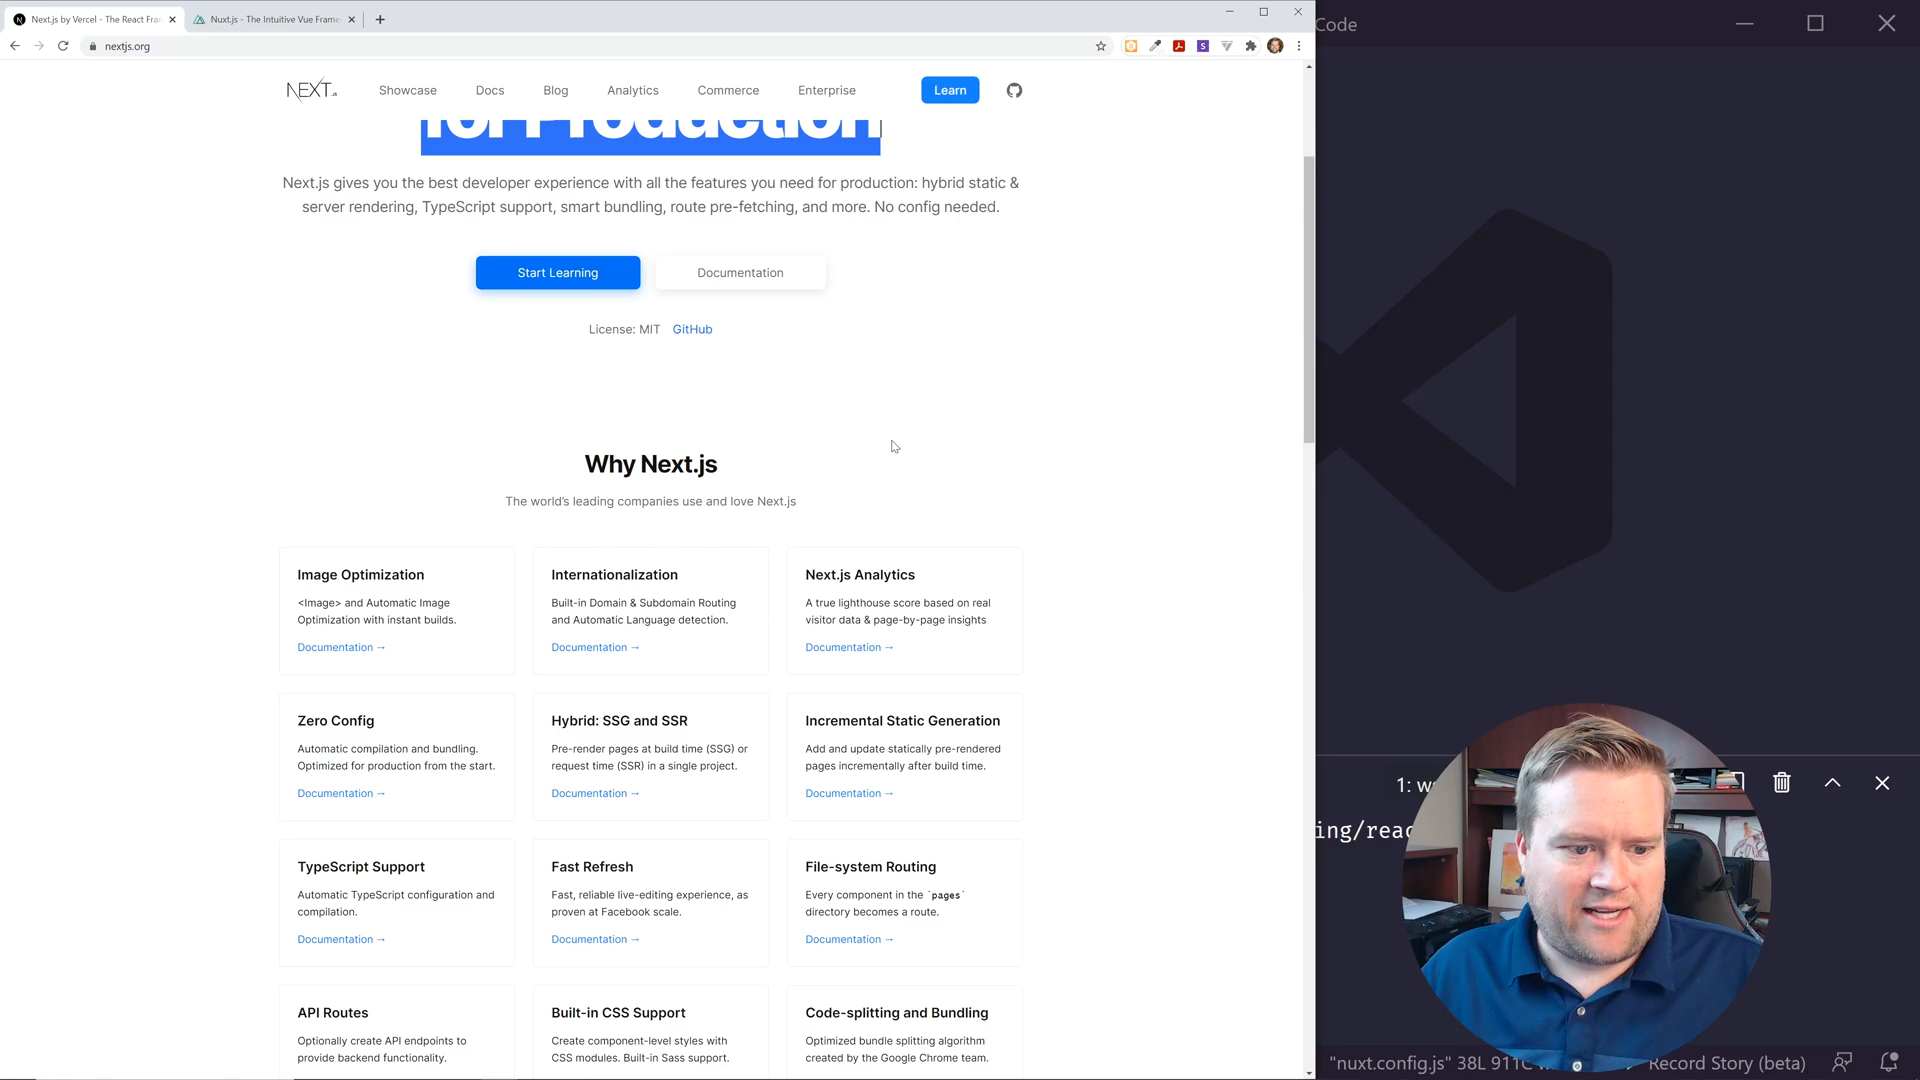 Next.js by Vercel - The React Fra
Nuxt.js - The Intuitive Vue Frame
Code
nextjs.org
NEXT.js
Showcase
Docs
Blog
Analytics
Commerce
Enterprise
Learn
for Production
Next.js gives you the best developer experience with all the features you need for production: hybrid static &
server rendering, TypeScript support, smart bundling, route pre-fetching, and more. No config needed.
Start Learning
Documentation
License: MIT GitHub
Why Next.js
The world's leading companies use and love Next.js
Image Optimization
<Image> and Automatic Image
Optimization with instant builds.
Documentation →
Internationalization
Built-in Domain & Subdomain Routing
and Automatic Language detection.
Documentation →
Next.js Analytics
A true lighthouse score based on real
visitor data & page-by-page insights
Documentation →
Zero Config
Automatic compilation and bundling.
Optimized for production from the start.
Documentation →
Hybrid: SSG and SSR
Pre-render pages at build time (SSG) or
request time (SSR) in a single project.
Documentation →
Incremental Static Generation
Add and update statically pre-rendered
pages incrementally after build time.
Documentation →
TypeScript Support
Automatic TypeScript configuration and
compilation.
Documentation →
Fast Refresh
Fast, reliable live-editing experience, as
proven at Facebook scale.
Documentation →
File-system Routing
Every component in the `pages`
directory becomes a route.
Documentation →
API Routes
Optionally create API endpoints to
provide backend functionality.
Built-in CSS Support
Create component-level styles with
CSS modules. Built-in Sass support.
Code-splitting and Bundling
Optimized bundle splitting algorithm
created by the Google Chrome team.
1: w
ing/reac
"nuxt.config.js" 38L 911C
Record Story (beta)